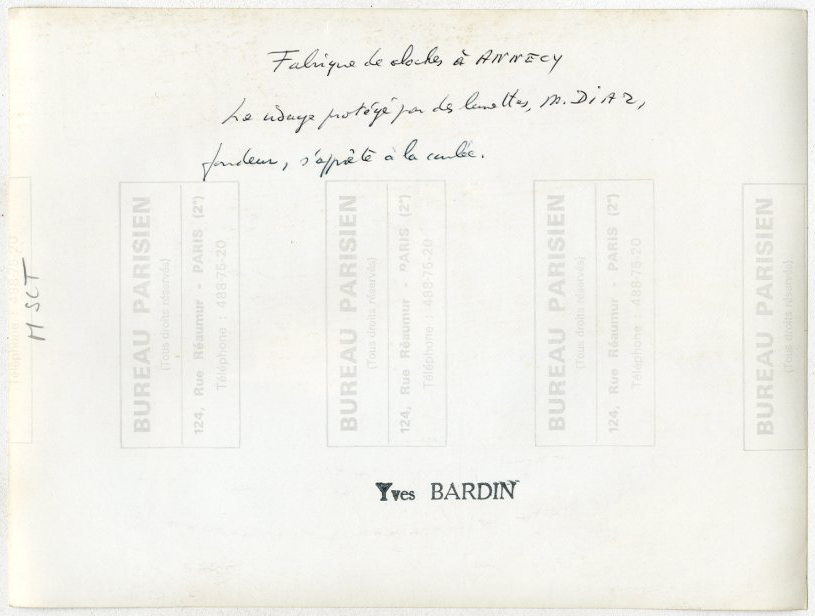 Fabrique de cloches à ANNECY
Le visage protégé par des lunettes, M. DIAZ,
fondeur, s'apprête à la coulée.
BUREAU PARISIEN
(Tous droits réservés)
124, Rue Réaumur - PARIS (2e)
Téléphone : 488-75-20
BUREAU PARISIEN
(Tous droits réservés)
124, Rue Réaumur - PARIS (2e)
Téléphone : 488-75-20
BUREAU PARISIEN
(Tous droits réservés)
124, Rue Réaumur - PARIS (2e)
Téléphone : 488-75-20
BUREAU PARISIEN
(Tous droits réservés)
Yves BARDIN